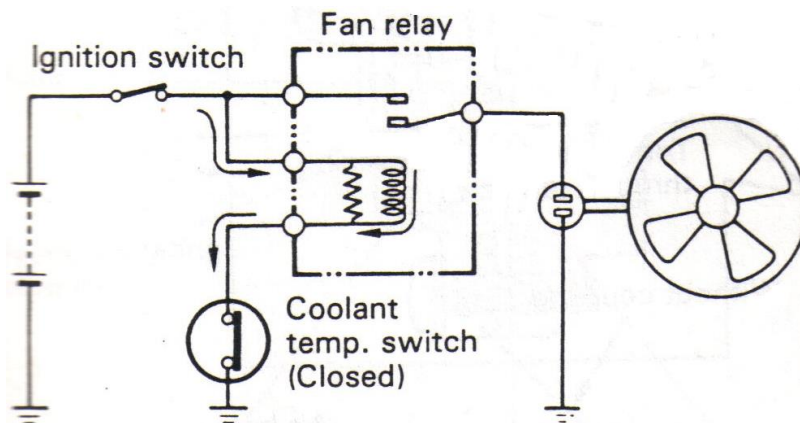 Fan relay
Ignition switch
Coolant
temp. switch
(Closed)